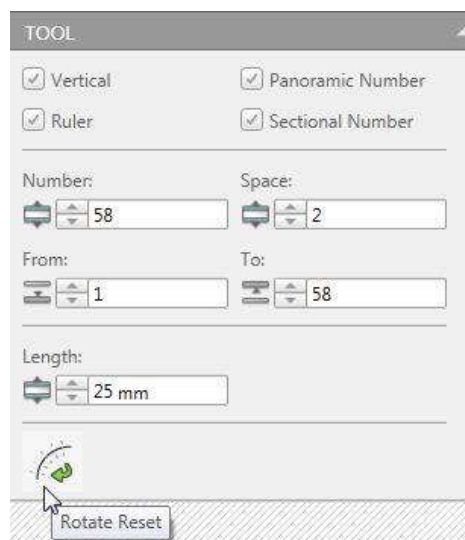 TOOL
Vertical Panoramic Number
Ruler Sectional Number
Number: Space:
58 2
From: To:
1 58
Length:
25 mm
Rotate Reset